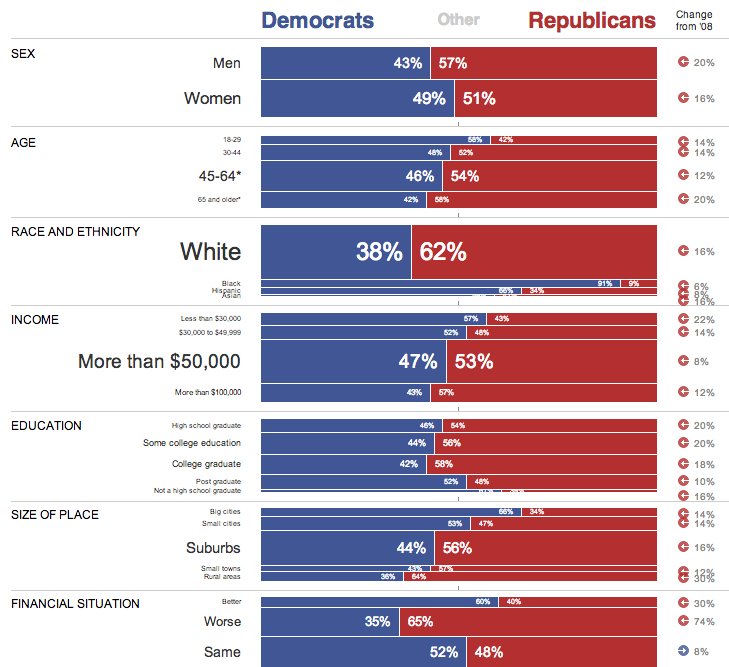 Democrats Other Republicans Change
from '08
SEX
Men 43% 57% 20%
Women 49% 51% 16%
AGE
18-29 58% 42% 14%
30-44 48% 52% 14%
45-64* 46% 54% 12%
65 and older* 42% 58% 20%
RACE AND ETHNICITY
White 38% 62% 16%
Black 91% 9% 6%
Hispanic 66% 34% 8%
Asian 16%
INCOME
Less than $30,000 57% 43% 22%
$30,000 to $49,999 52% 48% 14%
More than $50,000 47% 53% 8%
More than $100,000 43% 57% 12%
EDUCATION
High school graduate 46% 54% 20%
Some college education 44% 56% 20%
College graduate 42% 58% 18%
Post graduate 52% 48% 10%
Not a high school graduate 16%
SIZE OF PLACE
Big cities 66% 34% 14%
Small cities 53% 47% 14%
Suburbs 44% 56% 16%
Small towns 43% 57% 12%
Rural areas 36% 64% 30%
FINANCIAL SITUATION
Better 60% 40% 30%
Worse 35% 65% 74%
Same 52% 48% 8%